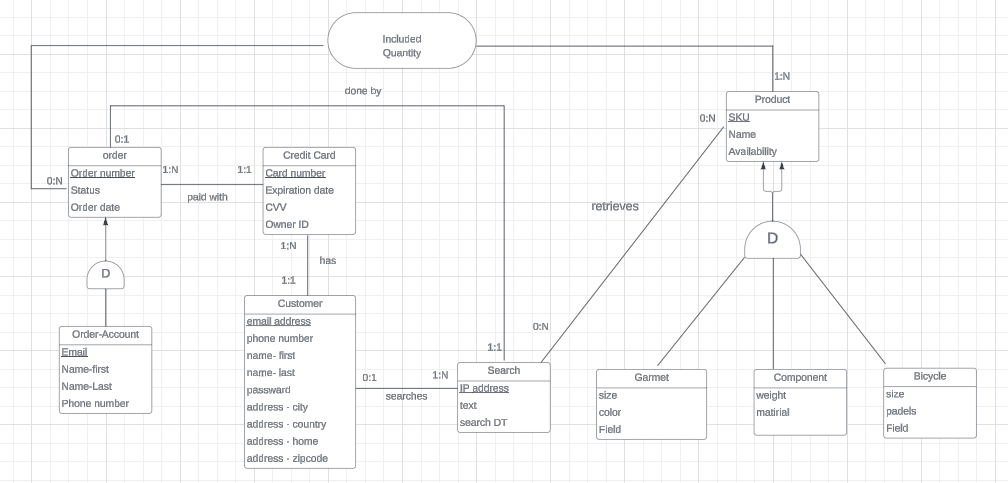 Included
Quantity
done by
1:N
Product
SKU
Name
Availability
0:N
0:1
order
Order number
Status
Order date
0:N
1:N
1:1
paid with
Credit Card
Card number
Expiration date
CVV
Owner ID
retrieves
1:N
has
1:1
D
D
Order-Account
Email
Name-first
Name-Last
Phone number
Customer
email address
phone number
name- first
name- last
passward
address - city
address - country
address - home
address - zipcode
0:1
1:N
searches
0:N
1:1
Search
IP address
text
search DT
Garmet
size
color
Field
Component
weight
matirial
Bicycle
size
padels
Field